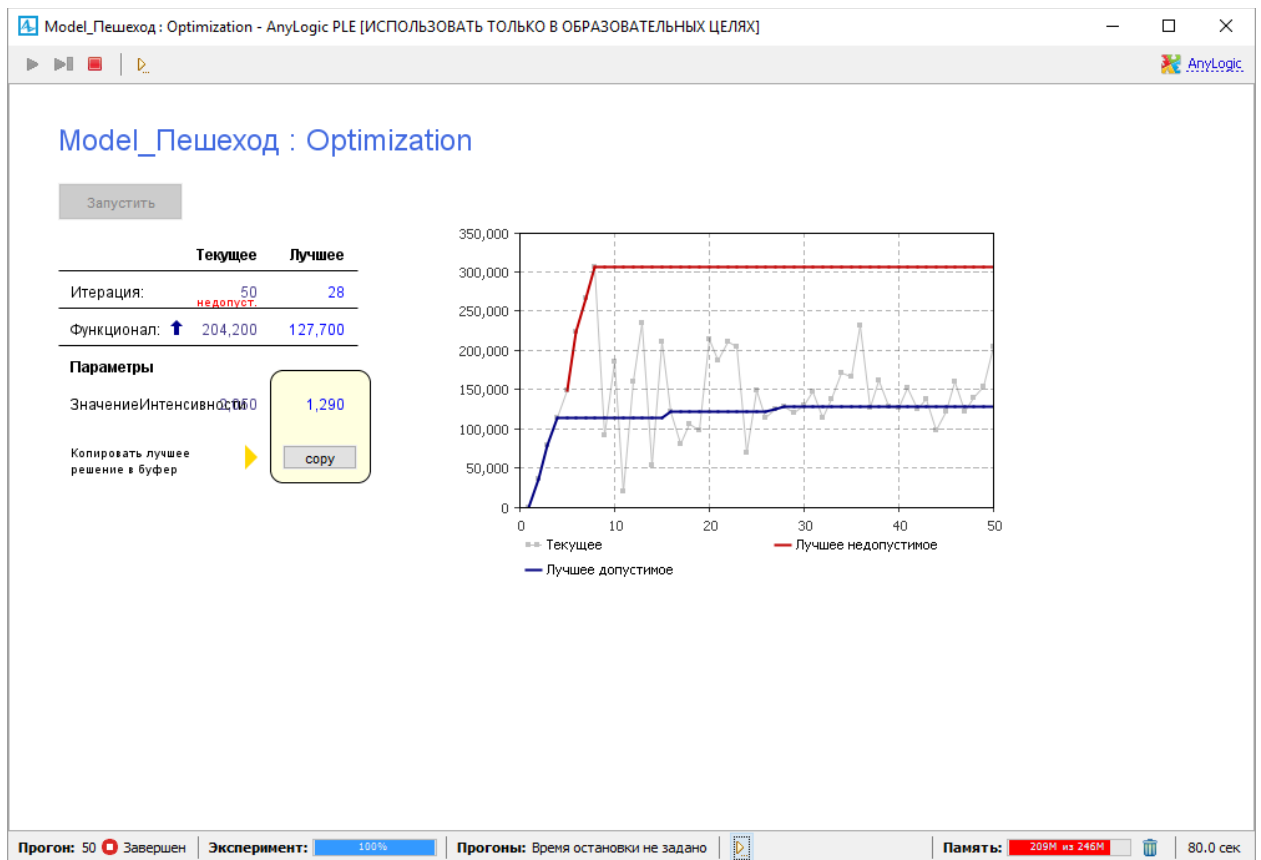 Model_Пешеход : Optimization - AnyLogic PLE [ИСПОЛЬЗОВАТЬ ТОЛЬКО В ОБРАЗОВАТЕЛЬНЫХ ЦЕЛЯХ]
AnyLogic
Model_Пешеход : Optimization
Запустить
Текущее Лучшее
Итерация: 50 28
недопуст.
Функционал: 204,200 127,700
Параметры
ЗначениеИнтенсивности 1,290
Копировать лучшее
решение в буфер
copy
350,000
300,000
250,000
200,000
150,000
100,000
50,000
0
0 10 20 30 40 50
Текущее Лучшее недопустимое
Лучшее допустимое
Прогон: 50 Завершен Эксперимент: 100% Прогоны: Время остановки не задано Память: 209M из 246M 80.0 сек